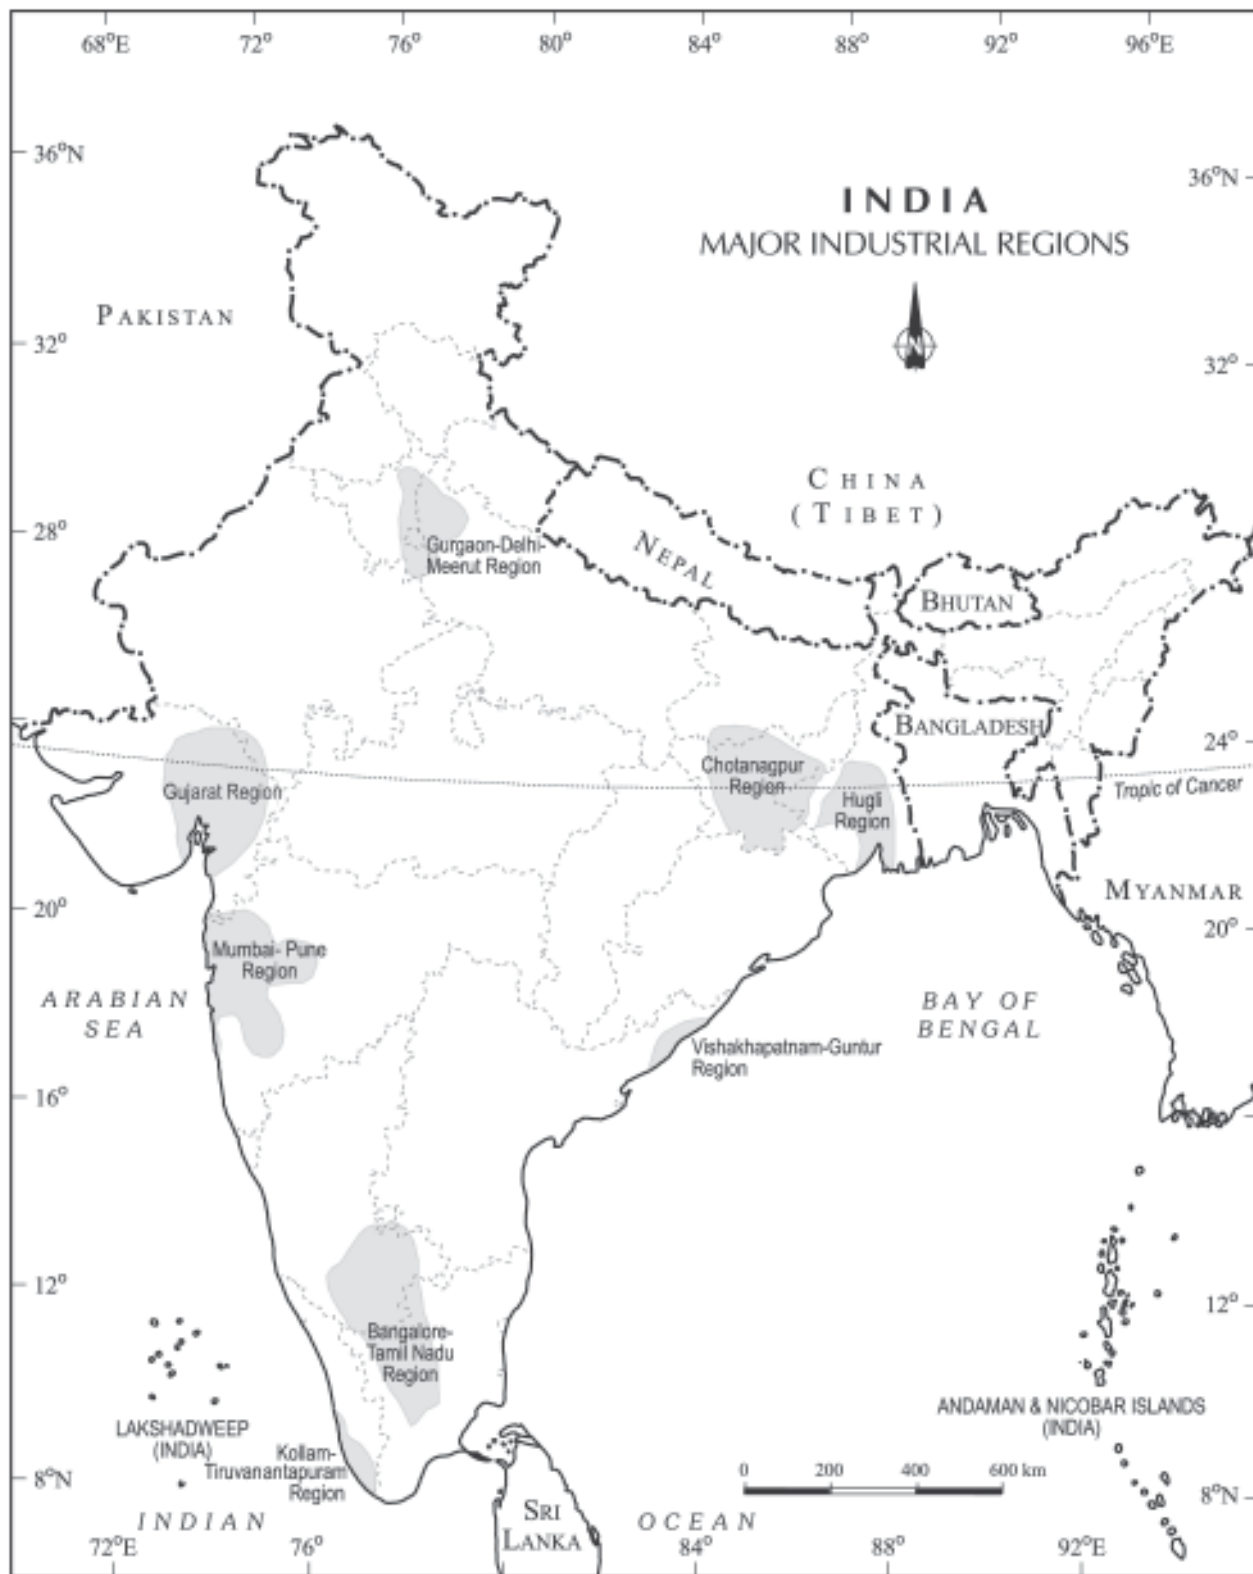 68°E 72° 76° 80° 84° 88° 92° 96°E
36°N
36°N
INDIA
MAJOR INDUSTRIAL REGIONS
N
PAKISTAN
32°
32°
CHINA
(TIBET)
28°
28°
Gurgaon-Delhi-
Meerut Region
NEPAL
BHUTAN
BANGLADESH
24°
Chotanagpur
Region
Gujarat Region
Hugli
Region
Tropic of Cancer
MYANMAR
20°
20°
Mumbai- Pune
Region
ARABIAN
SEA
BAY OF
BENGAL
Vishakhapatnam-Guntur
Region
16°
12°
12°
Bangalore-
Tamil Nadu
Region
LAKSHADWEEP
(INDIA)
ANDAMAN & NICOBAR ISLANDS
(INDIA)
Kollam-
Tiruvanantapuram
Region
0 200 400 600 km
8°N
8°N
SRI
LANKA
INDIAN OCEAN
72°E 76° 84° 88° 92°E